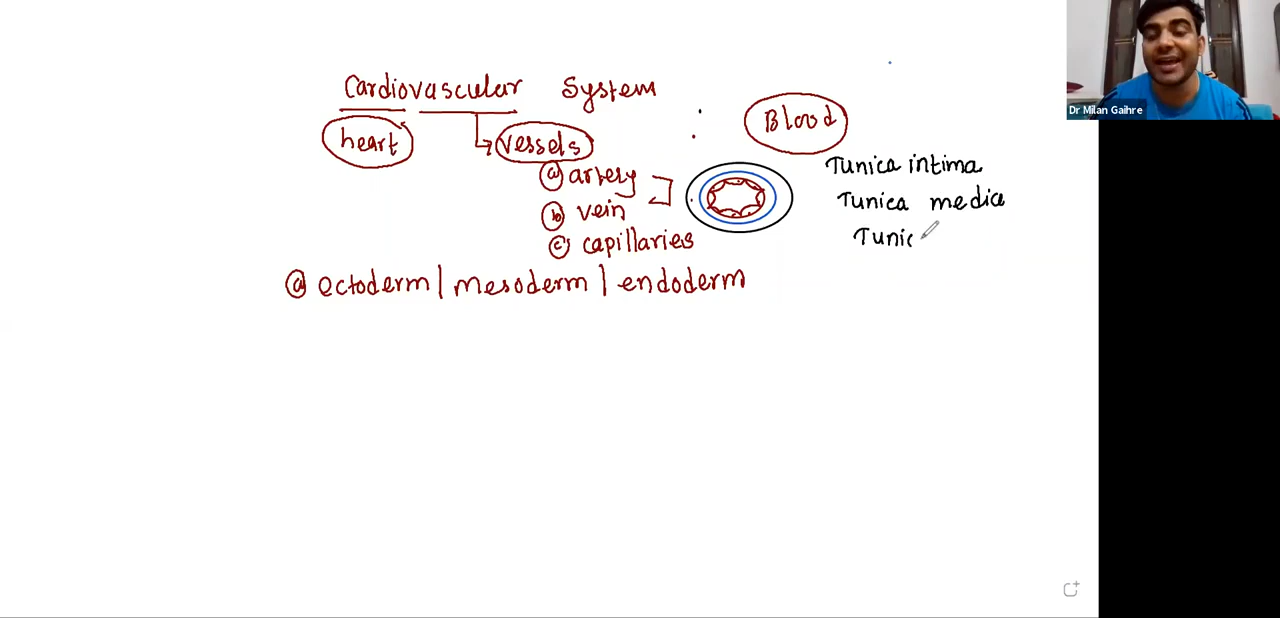 Cardiovascular System
Blood
heart
vessels
ⓐ artery
ⓑ vein
ⓒ capillaries
Tunica intima
Tunica media
Tunic
ⓐ ectoderm | mesoderm | endoderm
Dr Milan Gaihre